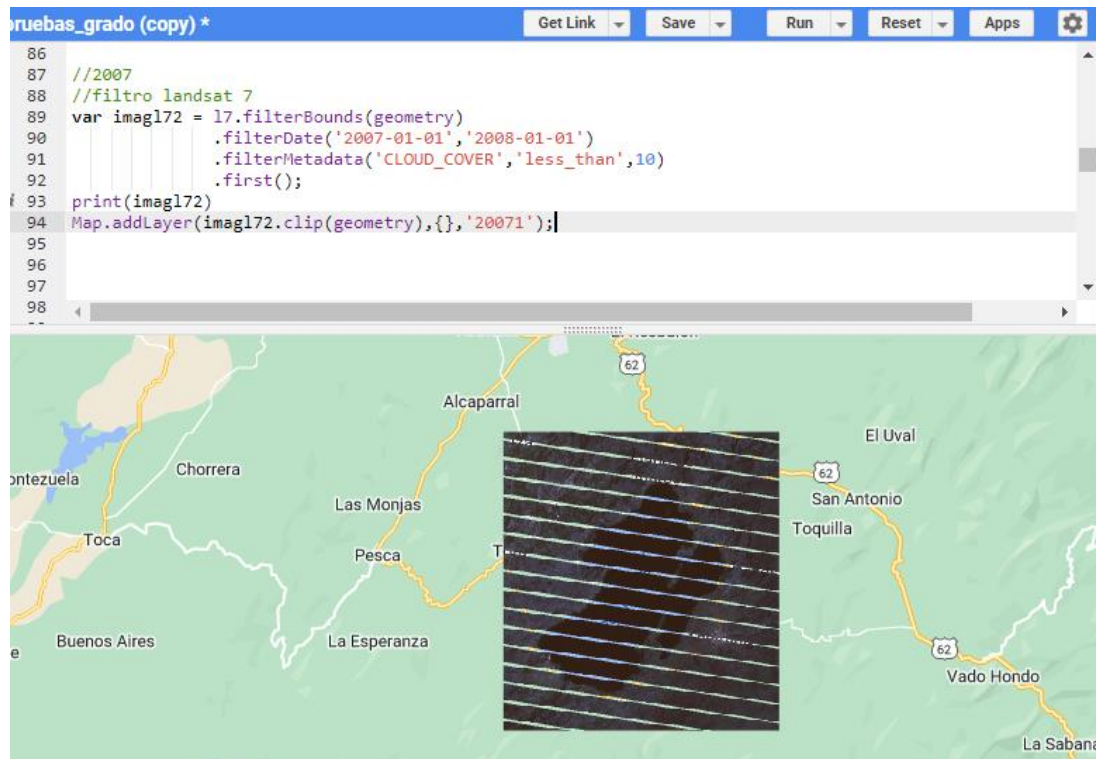 pruebas_grado (copy) *
Get Link
Save
Run
Reset
Apps
86
87 //2007
88 //filtro landsat 7
89 var imagl72 = l7.filterBounds(geometry)
90 .filterDate('2007-01-01','2008-01-01')
91 .filterMetadata('CLOUD_COVER','less_than',10)
92 .first();
i 93 print(imagl72)
94 Map.addLayer(imagl72.clip(geometry),{},'20071');
95
96
97
98
62
Alcaparral
El Uval
Chorrera
62
San Antonio
Las Monjas
Toquilla
Toca
Pesca
Buenos Aires
La Esperanza
62
Vado Hondo
La Sabana